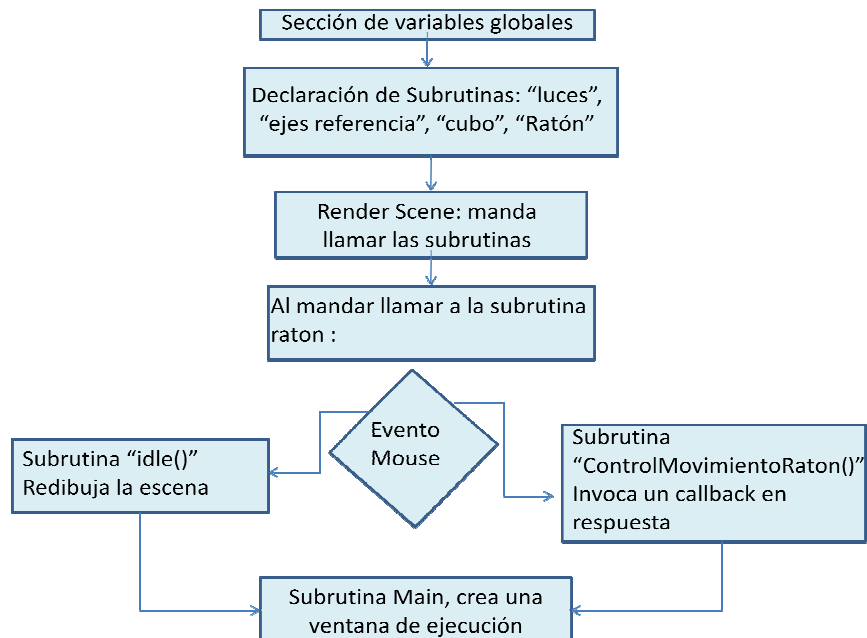 Sección de variables globales
Declaración de Subrutinas: “luces”,
“ejes referencia”, “cubo”, “Ratón”
Render Scene: manda
llamar las subrutinas
Al mandar llamar a la subrutina
raton :
Evento
Mouse
Subrutina “idle()”
Redibuja la escena
Subrutina
“ControlMovimientoRaton()”
Invoca un callback en
respuesta
Subrutina Main, crea una
ventana de ejecución